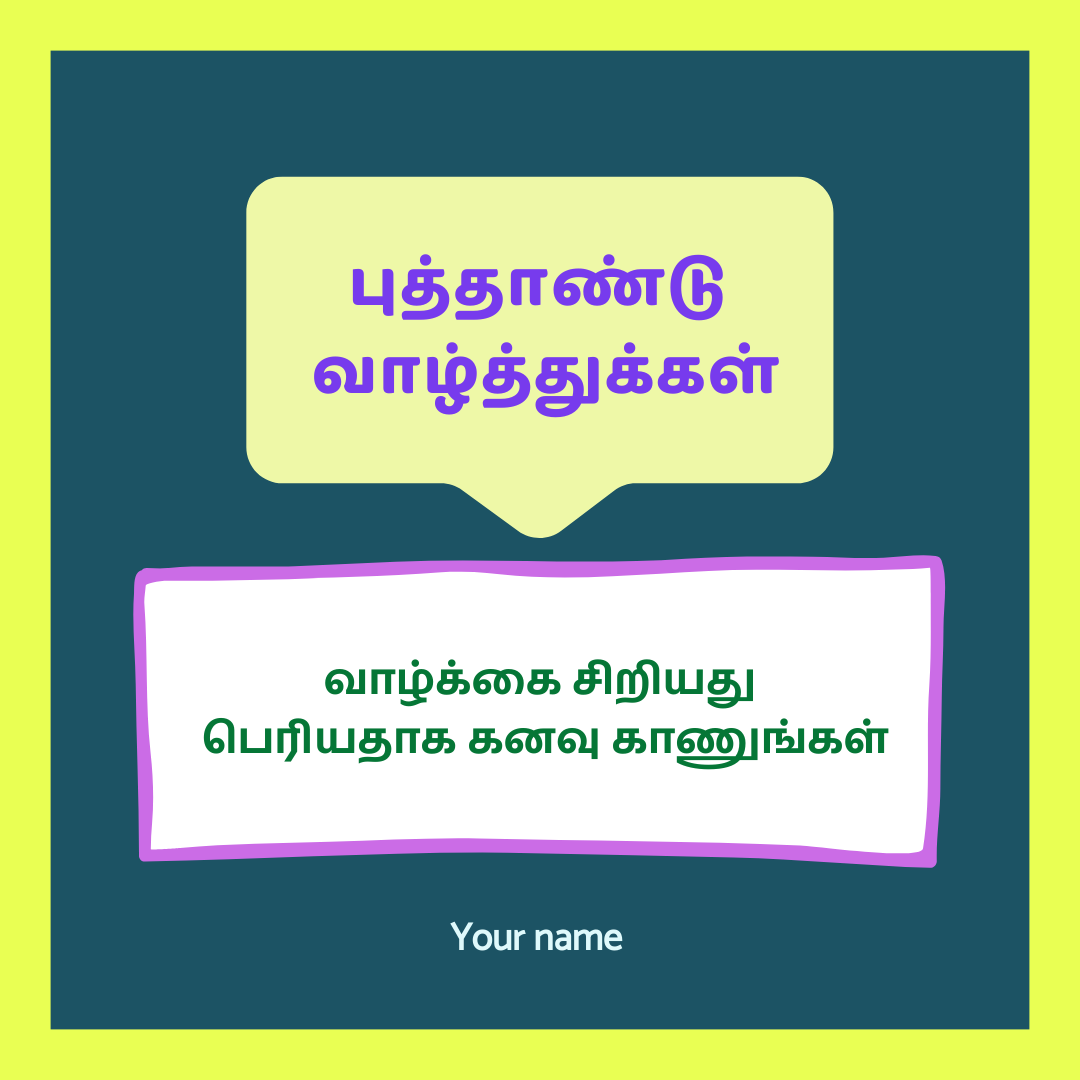 புத்தாண்டு
வாழ்த்துக்கள்
வாழ்க்கை சிறியது
பெரியதாக கனவு காணுங்கள்
Your name